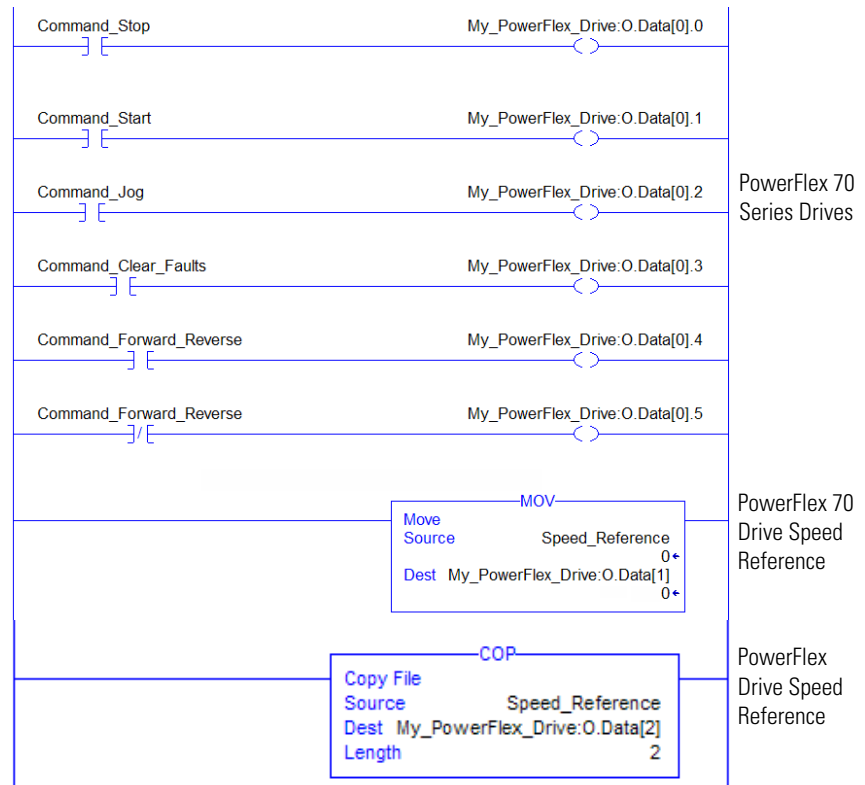 Command_Stop My_PowerFlex_Drive:O.Data[0].0
Command_Start My_PowerFlex_Drive:O.Data[0].1
Command_Jog My_PowerFlex_Drive:O.Data[0].2
PowerFlex 70
Series Drives
Command_Clear_Faults My_PowerFlex_Drive:O.Data[0].3
Command_Forward_Reverse My_PowerFlex_Drive:O.Data[0].4
Command_Forward_Reverse My_PowerFlex_Drive:O.Data[0].5
MOV
Move
Source Speed_Reference
0
Dest My_PowerFlex_Drive:O.Data[1]
0
PowerFlex 70
Drive Speed
Reference
COP
Copy File
Source Speed_Reference
Dest My_PowerFlex_Drive:O.Data[2]
Length 2
PowerFlex
Drive Speed
Reference